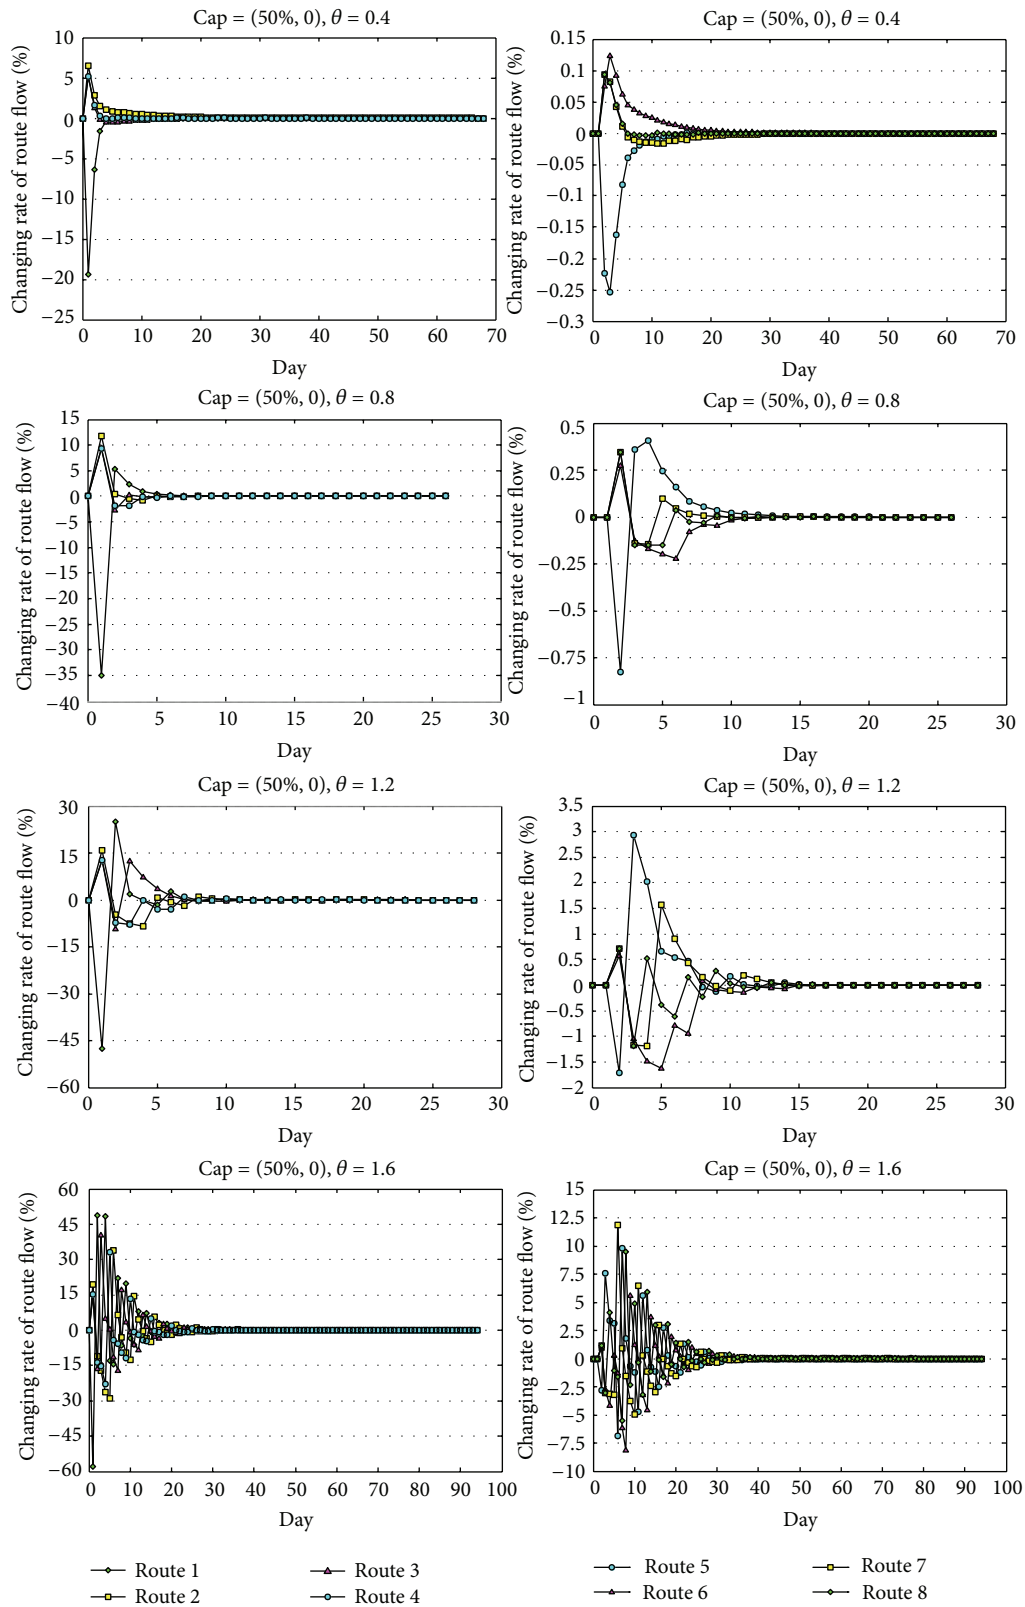 Cap = (50%, 0), θ = 0.4
Changing rate of route flow (%)
10
5
0
−5
−10
−15
−20
−25
0 10 20 30 40 50 60 70
Day
Cap = (50%, 0), θ = 0.4
Changing rate of route flow (%)
0.15
0.1
0.05
0
−0.05
−0.1
−0.15
−0.2
−0.25
−0.3
0 10 20 30 40 50 60 70
Day
Cap = (50%, 0), θ = 0.8
Changing rate of route flow (%)
15
10
5
0
−5
−10
−15
−20
−25
−30
−35
−40
0 5 10 15 20 25 30
Day
Cap = (50%, 0), θ = 0.8
Changing rate of route flow (%)
0.5
0.25
0
−0.25
−0.5
−0.75
−1
0 5 10 15 20 25 30
Day
Cap = (50%, 0), θ = 1.2
Changing rate of route flow (%)
30
15
0
−15
−30
−45
−60
0 5 10 15 20 25 30
Day
Cap = (50%, 0), θ = 1.2
Changing rate of route flow (%)
3.5
3
2.5
2
1.5
1
0.5
0
−0.5
−1
−1.5
−2
0 5 10 15 20 25 30
Day
Cap = (50%, 0), θ = 1.6
Changing rate of route flow (%)
60
45
30
15
0
−15
−30
−45
−60
0 10 20 30 40 50 60 70 80 90 100
Day
Cap = (50%, 0), θ = 1.6
Changing rate of route flow (%)
15
12.5
10
7.5
5
2.5
0
−2.5
−5
−7.5
−10
0 10 20 30 40 50 60 70 80 90 100
Day
Route 1
Route 2
Route 3
Route 4
Route 5
Route 6
Route 7
Route 8